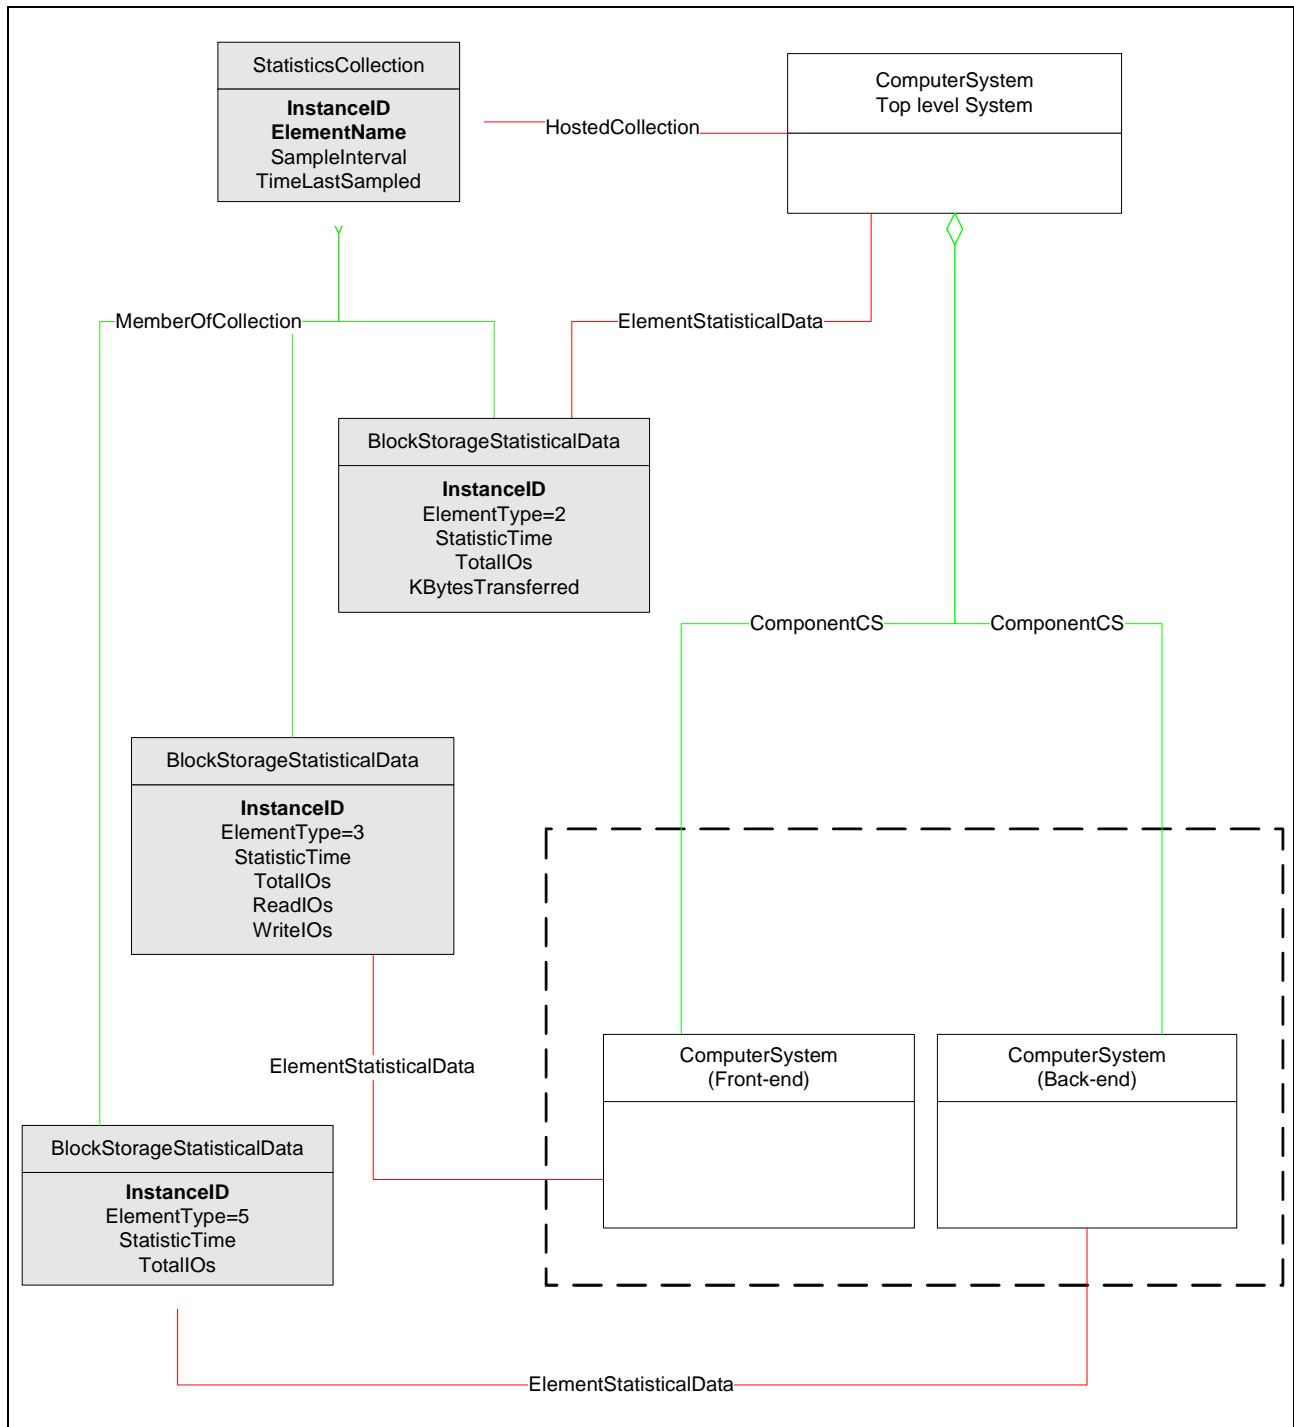 StatisticsCollection
InstanceID
ElementName
SampleInterval
TimeLastSampled
HostedCollection
ComputerSystem
Top level System
MemberOfCollection
ElementStatisticalData
BlockStorageStatisticalData
InstanceID
ElementType=2
StatisticTime
TotalIOs
KBytesTransferred
ComponentCS
ComponentCS
BlockStorageStatisticalData
InstanceID
ElementType=3
StatisticTime
TotalIOs
ReadIOs
WriteIOs
ElementStatisticalData
ComputerSystem
(Front-end)
ComputerSystem
(Back-end)
BlockStorageStatisticalData
InstanceID
ElementType=5
StatisticTime
TotalIOs
ElementStatisticalData